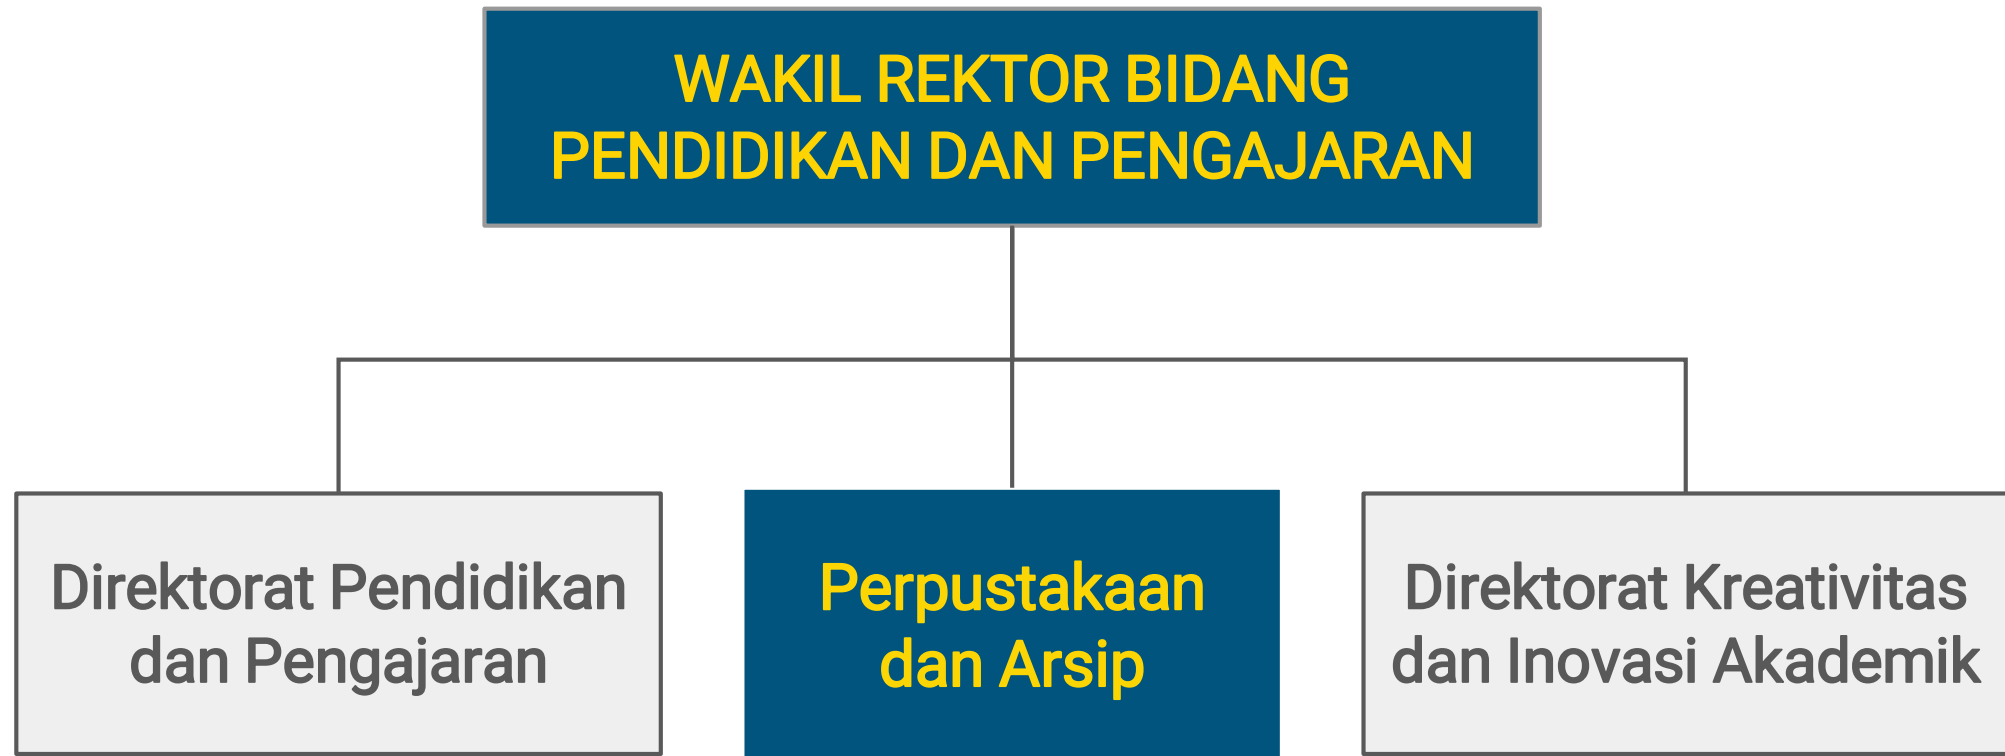 WAKIL REKTOR BIDANG
PENDIDIKAN DAN PENGAJARAN
Direktorat Pendidikan
dan Pengajaran
Perpustakaan
dan Arsip
Direktorat Kreativitas
dan Inovasi Akademik